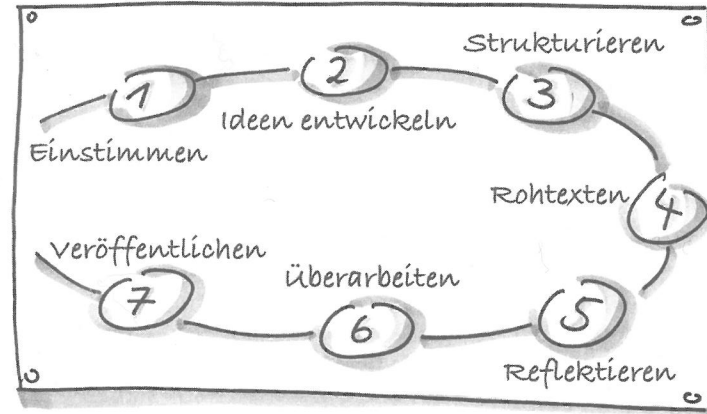 1
Einstimmen
2
Ideen entwickeln
3
Strukturieren
4
Rohtexten
5
Reflektieren
6
Überarbeiten
7
Veröffentlichen